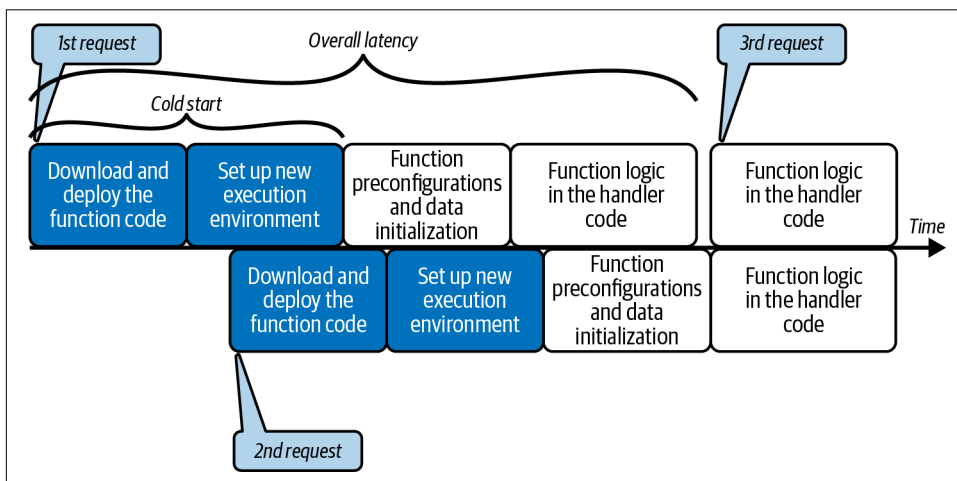 1st request
Overall latency
3rd request
Cold start
Download and
deploy the
function code
Set up new
execution
environment
Function
preconfigurations
and data
initialization
Function logic
in the handler
code
Function logic
in the handler
code
Time
Download and
deploy the
function code
Set up new
execution
environment
Function
preconfigurations
and data
initialization
Function logic
in the handler
code
2nd request